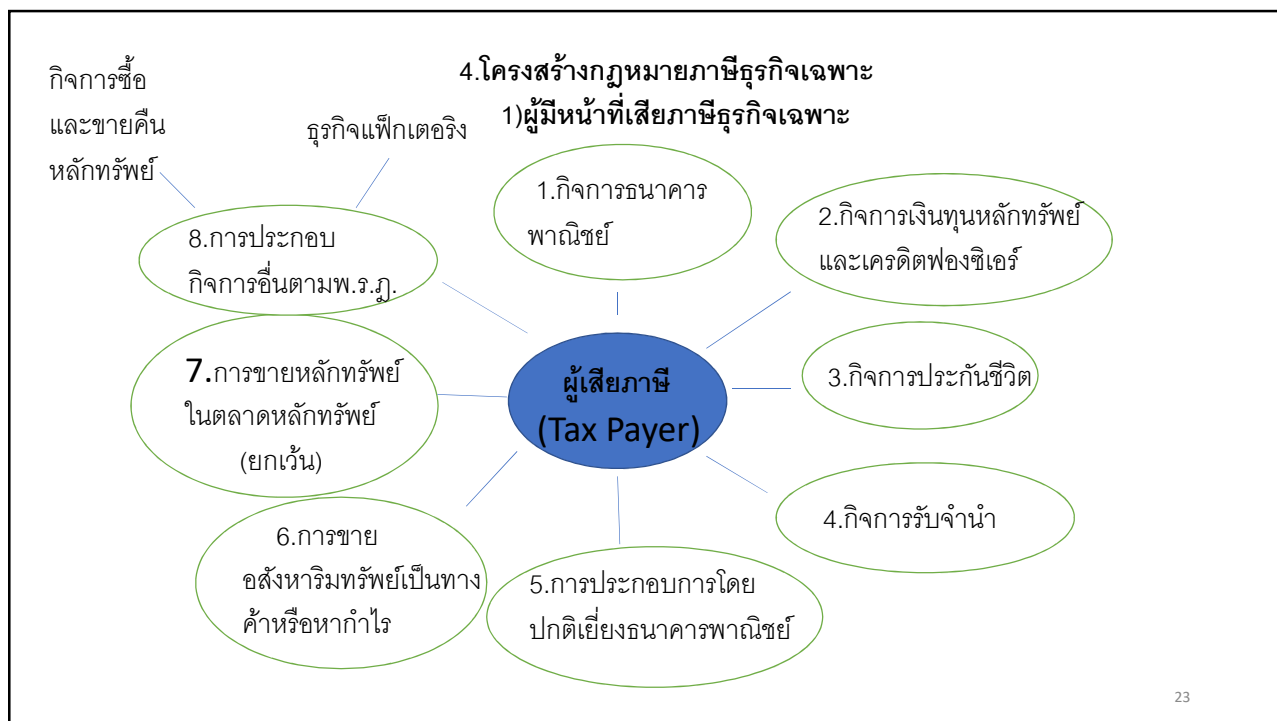 4.โครงสร้างกฎหมายภาษีธุรกิจเฉพาะ
1)ผู้มีหน้าที่เสียภาษีธุรกิจเฉพาะ
กิจการซื้อ
และขายคืน
หลักทรัพย์
ธุรกิจแฟ็กเตอริง
1.กิจการธนาคาร
พาณิชย์
2.กิจการเงินทุนหลักทรัพย์
และเครดิตฟองซิเอร์
3.กิจการประกันชีวิต
4.กิจการรับจำนำ
5.การประกอบการโดย
ปกติเยี่ยงธนาคารพาณิชย์
6.การขาย
อสังหาริมทรัพย์เป็นทาง
ค้าหรือหากำไร
7.การขายหลักทรัพย์
ในตลาดหลักทรัพย์
(ยกเว้น)
8.การประกอบ
กิจการอื่นตามพ.ร.ฎ.
ผู้เสียภาษี
(Tax Payer)
23